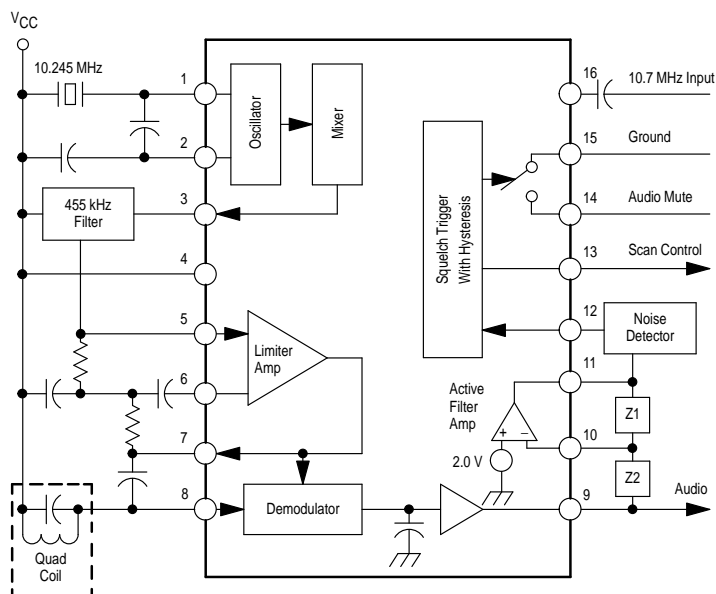 VCC
10.245 MHz
1
Oscillator
Mixer
16
10.7 MHz Input
2
Squelch Trigger
With Hysteresis
15
Ground
455 kHz
Filter
3
14
Audio Mute
4
13
Scan Control
5
12
Noise
Detector
Limiter
Amp
6
11
Active
Filter
Amp
Z1
+
–
7
10
2.0 V
Z2
8
Demodulator
9
Audio
Quad
Coil